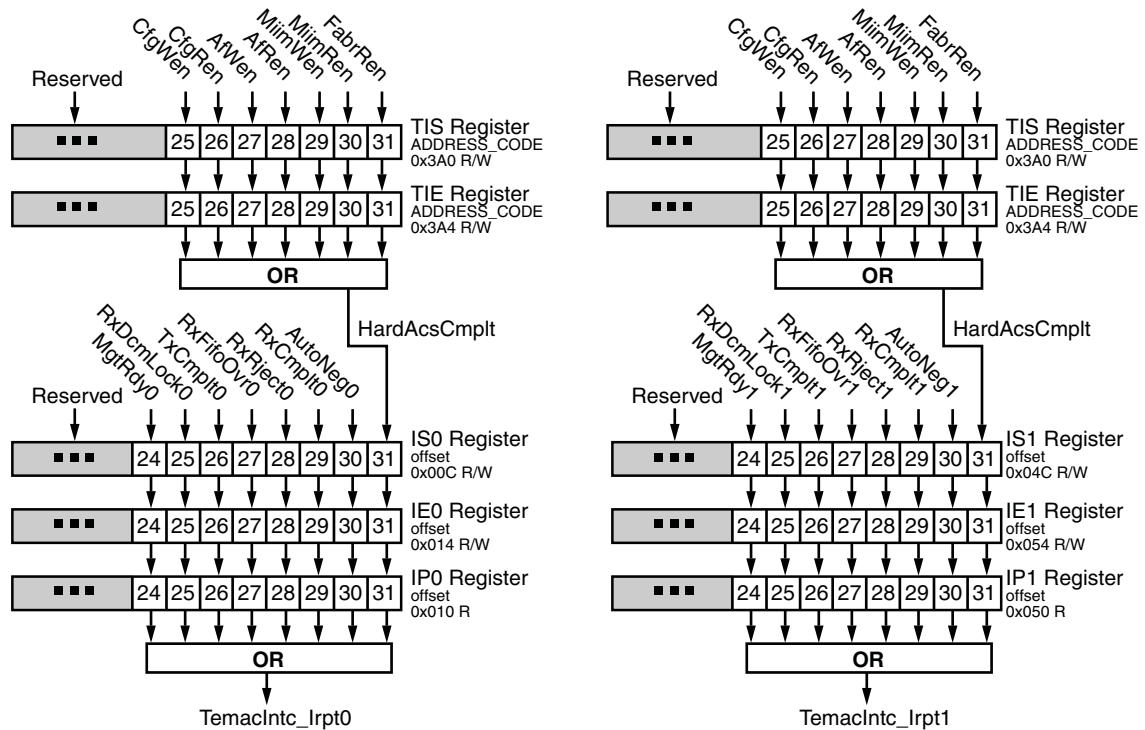 CfgWen CfgRen AfWen AfRen MiimWen MiimRen FabrRen
Reserved
25 26 27 28 29 30 31
TIS Register
ADDRESS_CODE
0x3A0 R/W
25 26 27 28 29 30 31
TIE Register
ADDRESS_CODE
0x3A4 R/W
OR
HardAcsCmplt
MgtRdy0 RxDcmLock0 TxCmplt0 RxFifoOvr0 RxRject0 RxCmplt0 AutoNeg0
Reserved
24 25 26 27 28 29 30 31
IS0 Register
offset
0x00C R/W
24 25 26 27 28 29 30 31
IE0 Register
offset
0x014 R/W
24 25 26 27 28 29 30 31
IP0 Register
offset
0x010 R
OR
TemacIntc_Irpt0
CfgWen CfgRen AfWen AfRen MiimWen MiimRen FabrRen
Reserved
25 26 27 28 29 30 31
TIS Register
ADDRESS_CODE
0x3A0 R/W
25 26 27 28 29 30 31
TIE Register
ADDRESS_CODE
0x3A4 R/W
OR
HardAcsCmplt
MgtRdy1 RxDcmLock1 TxCmplt1 RxFifoOvr1 RxRject1 RxCmplt1 AutoNeg1
Reserved
24 25 26 27 28 29 30 31
IS1 Register
offset
0x04C R/W
24 25 26 27 28 29 30 31
IE1 Register
offset
0x054 R/W
24 25 26 27 28 29 30 31
IP1 Register
offset
0x050 R
OR
TemacIntc_Irpt1